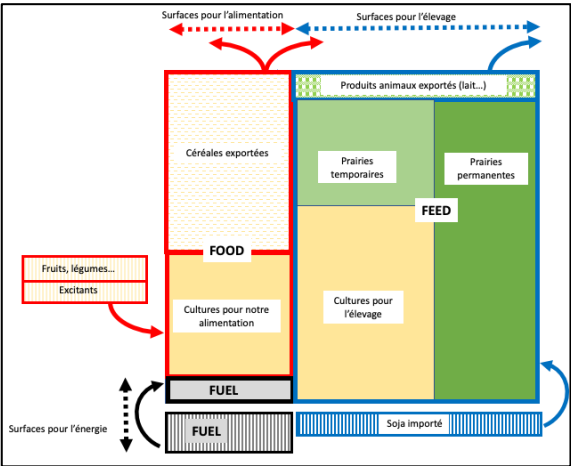 Surfaces pour l'alimentation
Surfaces pour l'élevage
Produits animaux exportés (lait…)
Céréales exportées
Prairies
temporaires
Prairies
permanentes
FEED
FOOD
Fruits, légumes…
Excitants
Cultures pour notre
alimentation
Cultures pour
l'élevage
FUEL
Surfaces pour l'énergie
FUEL
Soja importé